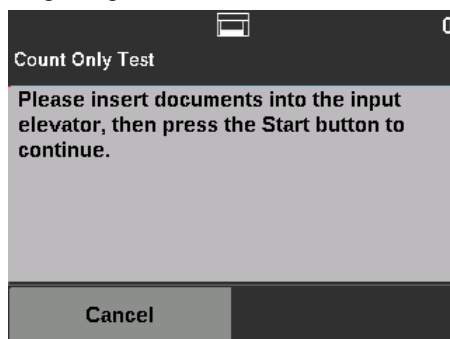 Count Only Test
Please insert documents into the input
elevator, then press the Start button to
continue.
Cancel